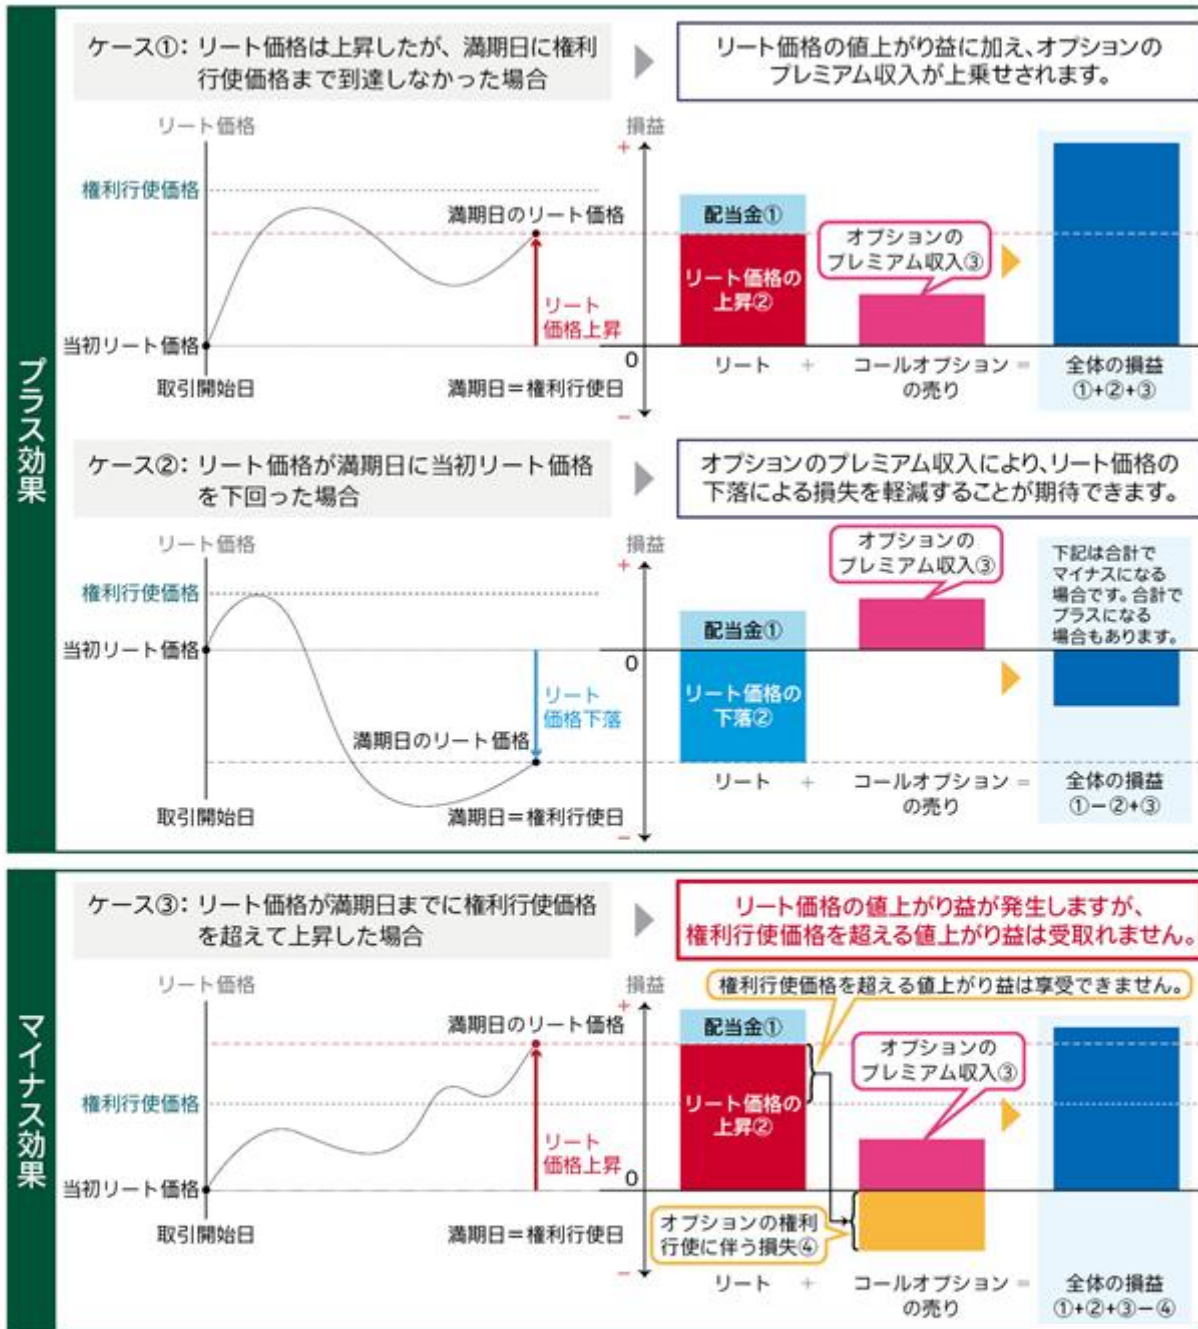 プラス効果
ケース①：リート価格は上昇したが、満期日に権利
行使価格まで到達しなかった場合
リート価格の値上がり益に加え、オプションの
プレミアム収入が上乗せされます。
リート価格
権利行使価格
満期日のリート価格
リート
価格上昇
当初リート価格
取引開始日
満期日＝権利行使日
損益
+
0
−
配当金①
リート価格の
上昇②
オプションの
プレミアム収入③
リート
+
コールオプション
の売り
=
全体の損益
①+②+③
ケース②：リート価格が満期日に当初リート価格
を下回った場合
オプションのプレミアム収入により、リート価格の
下落による損失を軽減することが期待できます。
リート価格
権利行使価格
当初リート価格
リート
価格下落
満期日のリート価格
取引開始日
満期日＝権利行使日
損益
+
0
−
配当金①
リート価格の
下落②
オプションの
プレミアム収入③
下記は合計で
マイナスになる
場合です。合計で
プラスになる
場合もあります。
リート
+
コールオプション
の売り
=
全体の損益
①−②+③
マイナス効果
ケース③：リート価格が満期日までに権利行使価格
を超えて上昇した場合
リート価格の値上がり益が発生しますが、
権利行使価格を超える値上がり益は受取れません。
リート価格
満期日のリート価格
権利行使価格
リート
価格上昇
当初リート価格
取引開始日
満期日＝権利行使日
損益
+
0
−
権利行使価格を超える値上がり益は享受できません。
配当金①
リート価格の
上昇②
オプションの
プレミアム収入③
オプションの権利
行使に伴う損失④
リート
+
コールオプション
の売り
=
全体の損益
①+②+③−④